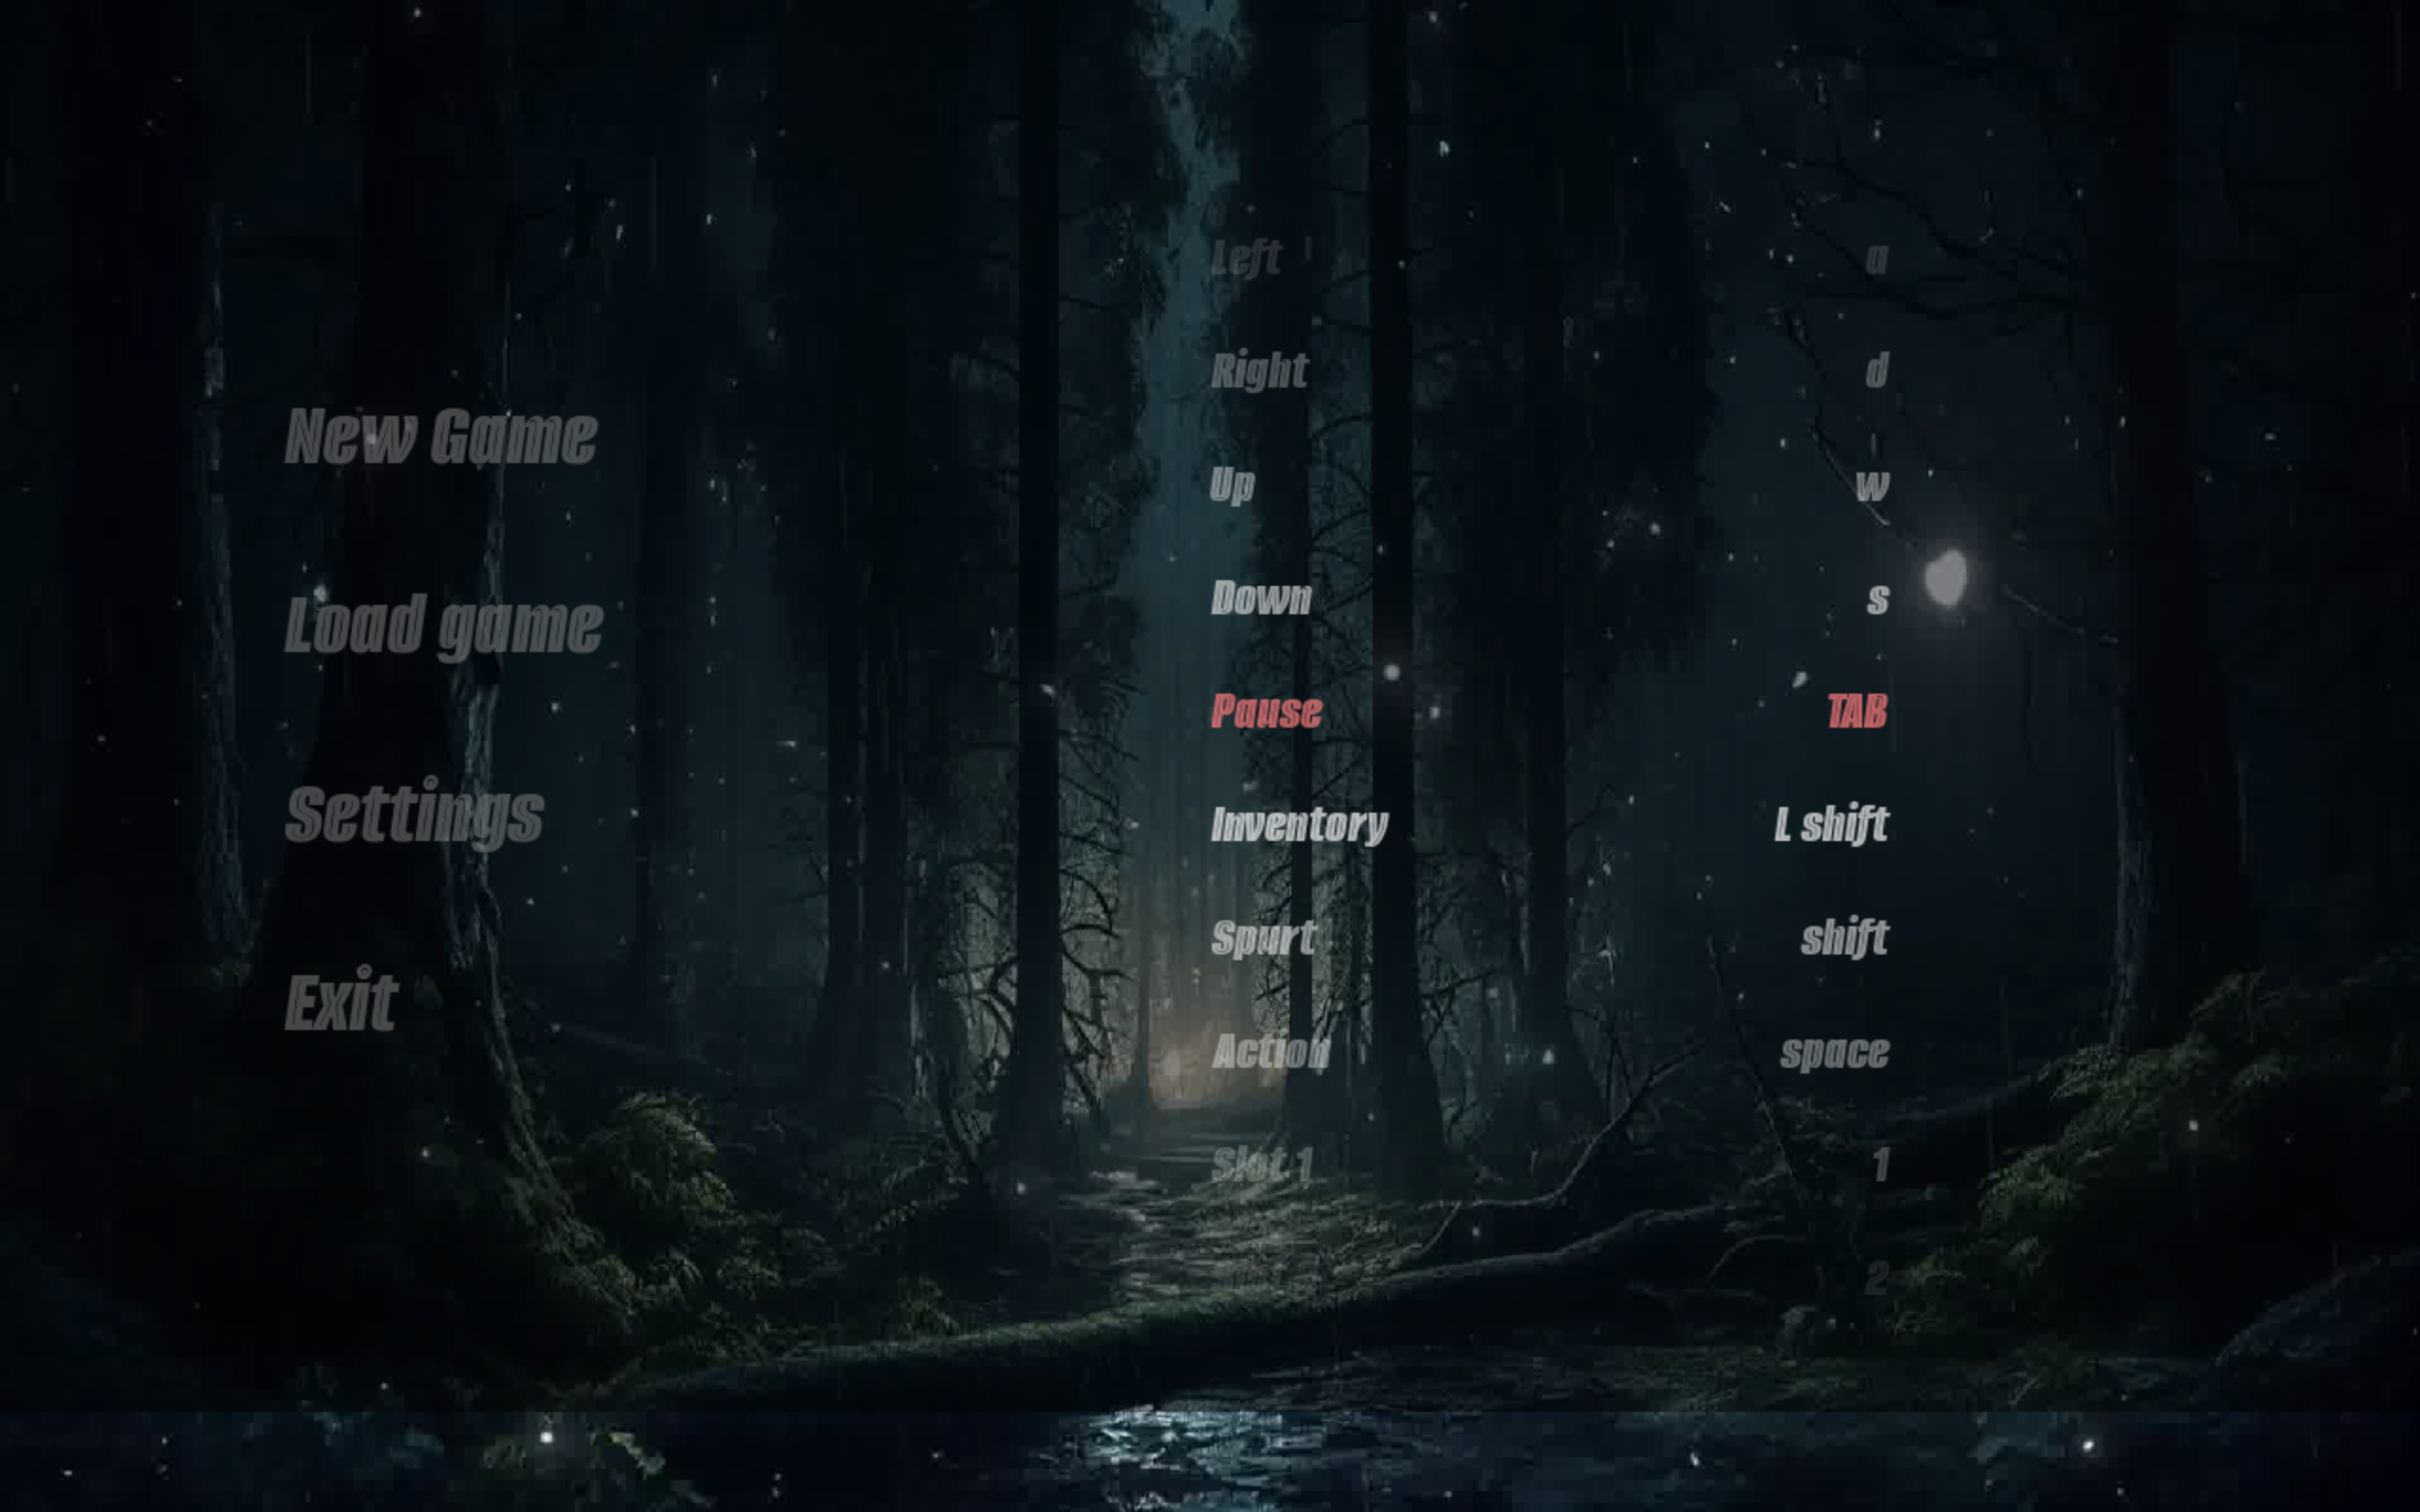 New Game
Load game
Settings
Exit
Left a
Right d
Up w
Down s
Pause TAB
Inventory L shift
Spurt shift
Action space
Slot 1 1
2